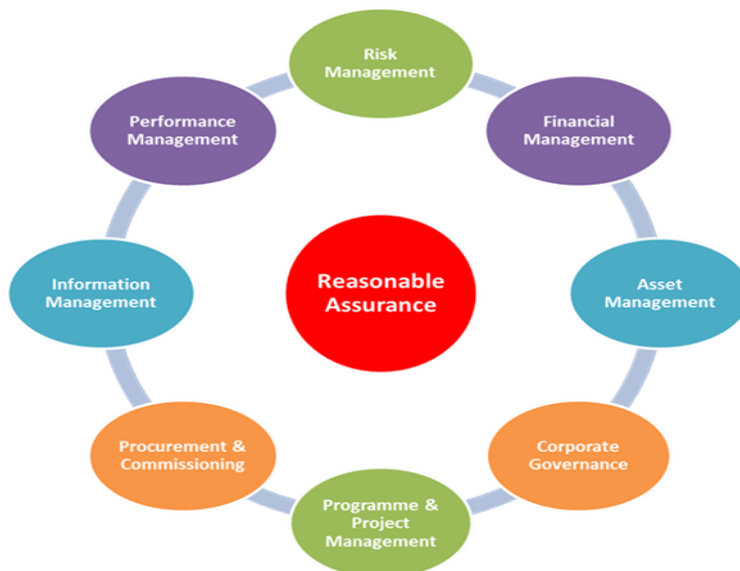 Risk
Management
Performance
Management
Financial
Management
Information
Management
Reasonable
Assurance
Asset
Management
Procurement &
Commissioning
Corporate
Governance
Programme &
Project
Management